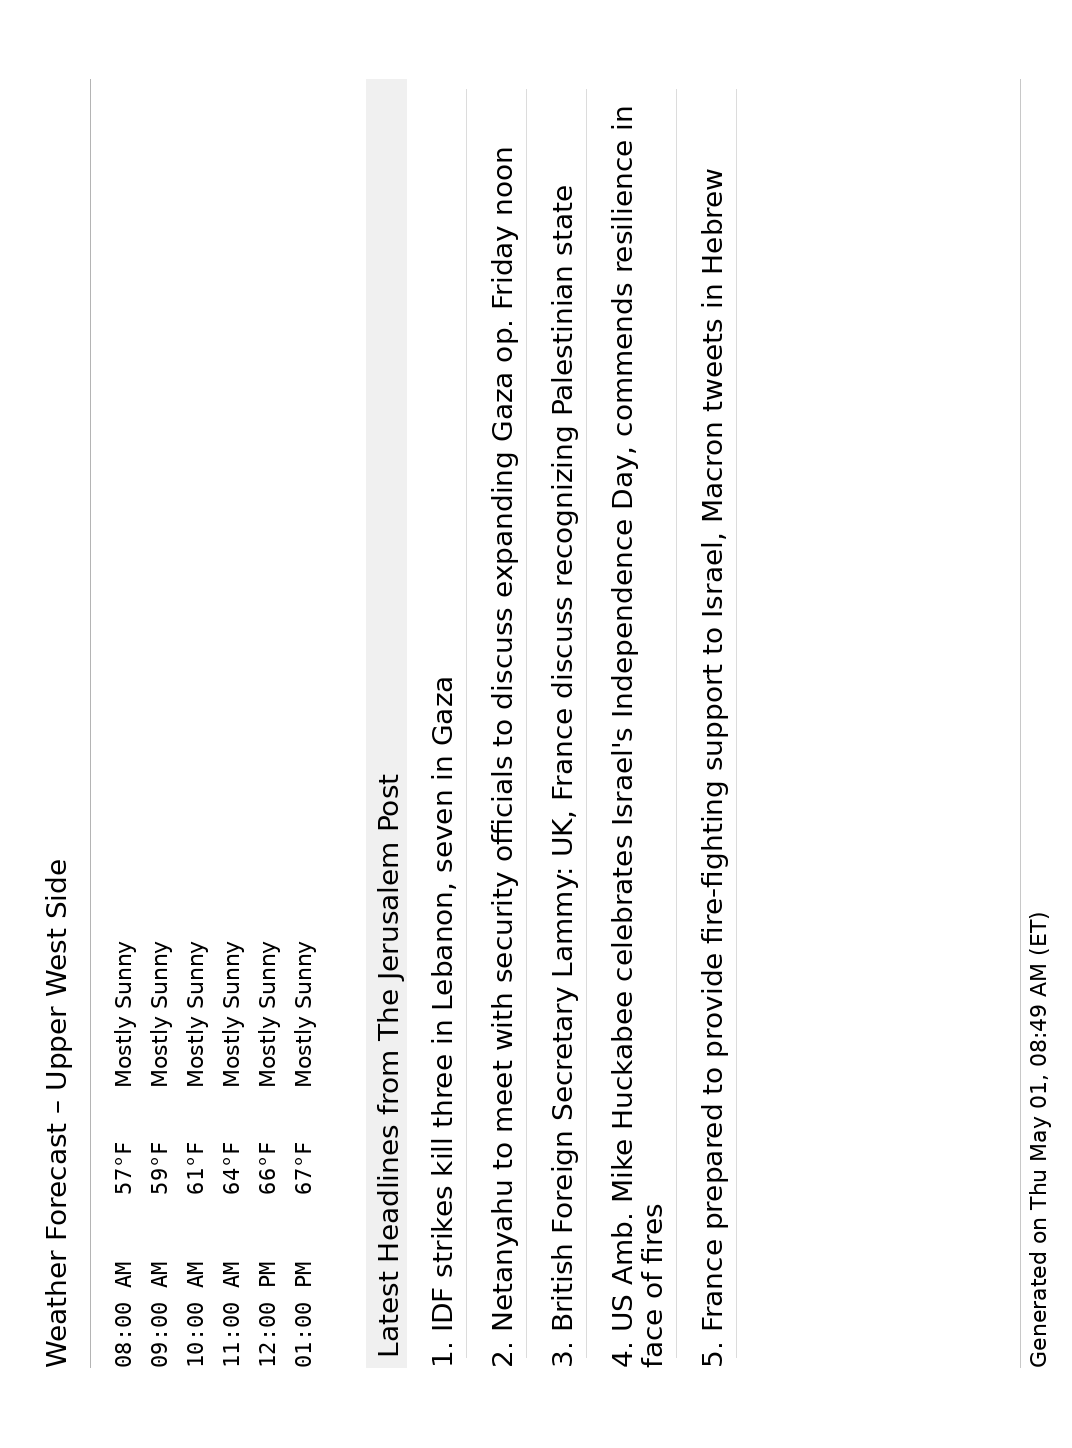 Weather Forecast – Upper West Side
08:00 AM 57°F Mostly Sunny
09:00 AM 59°F Mostly Sunny
10:00 AM 61°F Mostly Sunny
11:00 AM 64°F Mostly Sunny
12:00 PM 66°F Mostly Sunny
01:00 PM 67°F Mostly Sunny
Latest Headlines from The Jerusalem Post
1. IDF strikes kill three in Lebanon, seven in Gaza
2. Netanyahu to meet with security officials to discuss expanding Gaza op. Friday noon
3. British Foreign Secretary Lammy: UK, France discuss recognizing Palestinian state
4. US Amb. Mike Huckabee celebrates Israel's Independence Day, commends resilience in
face of fires
5. France prepared to provide fire-fighting support to Israel, Macron tweets in Hebrew
Generated on Thu May 01, 08:49 AM (ET)